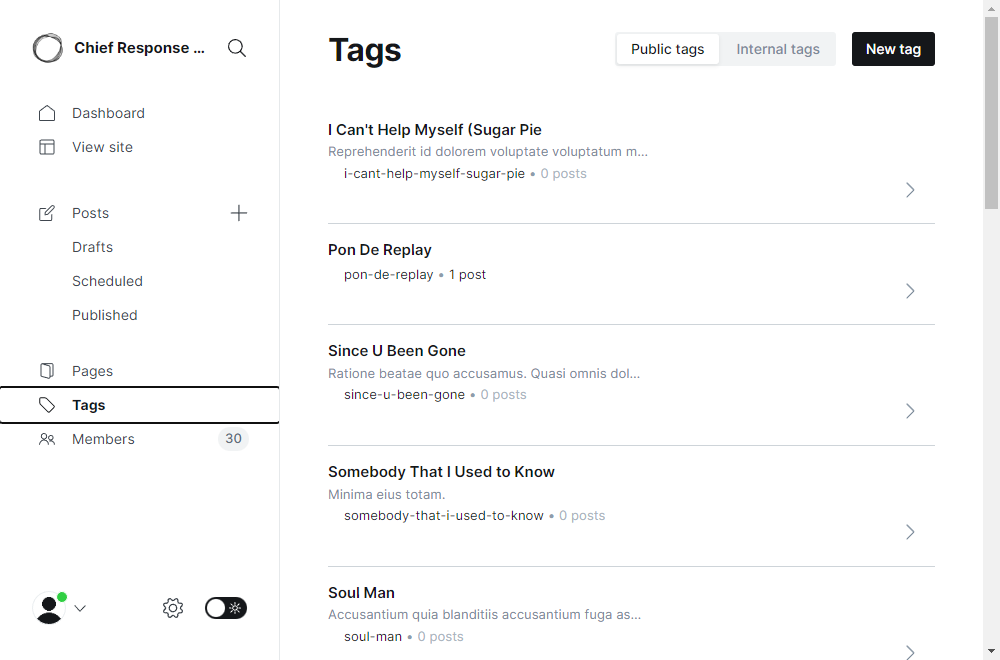 Chief Response ...
Dashboard
View site
Posts
Drafts
Scheduled
Published
Pages
Tags
Members 30
Tags
Public tags Internal tags New tag
I Can't Help Myself (Sugar Pie
Reprehenderit id dolorem voluptate voluptatum m...
i-cant-help-myself-sugar-pie • 0 posts
Pon De Replay
pon-de-replay • 1 post
Since U Been Gone
Ratione beatae quo accusamus. Quasi omnis dol...
since-u-been-gone • 0 posts
Somebody That I Used to Know
Minima eius totam.
somebody-that-i-used-to-know • 0 posts
Soul Man
Accusantium quia blanditiis accusantium fuga as...
soul-man • 0 posts